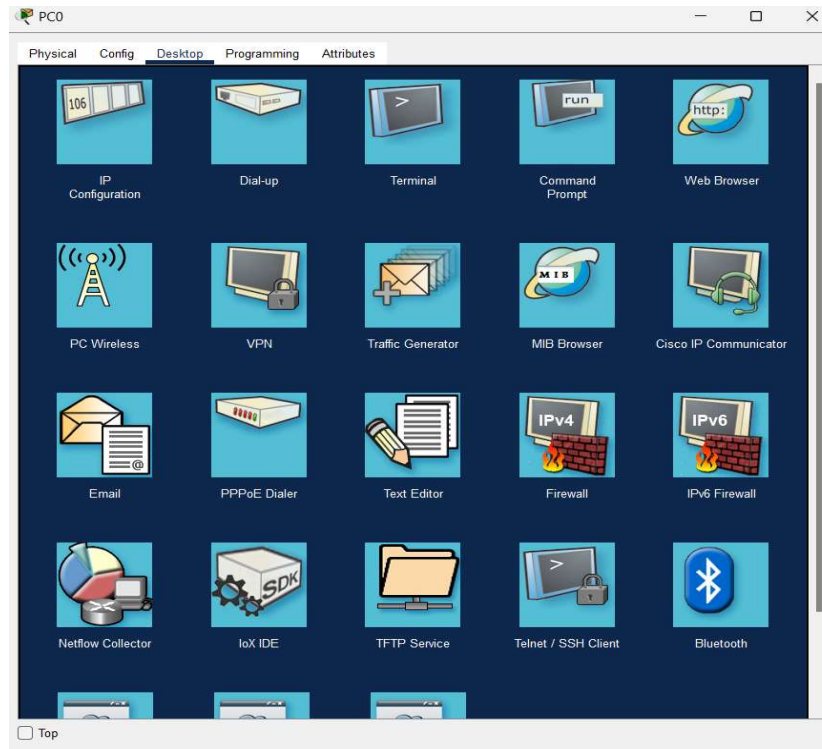 PC0
Physical Config Desktop Programming Attributes
106
run
http:
IP
Configuration
Dial-up
Terminal
Command
Prompt
Web Browser
MIB
PC Wireless
VPN
Traffic Generator
MIB Browser
Cisco IP Communicator
@
IPv4
IPv6
Email
PPPoE Dialer
Text Editor
Firewall
IPv6 Firewall
SDK
Netflow Collector
IoX IDE
TFTP Service
Telnet / SSH Client
Bluetooth
Top